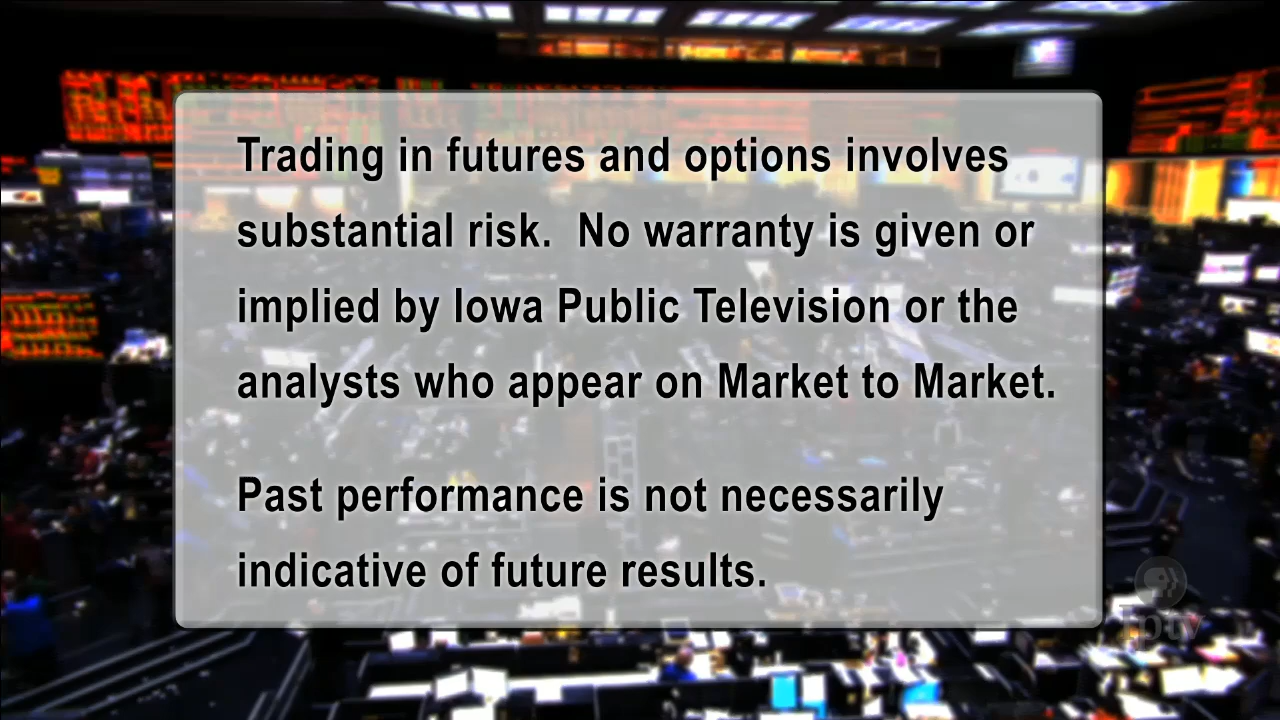 Trading in futures and options involves
substantial risk.  No warranty is given or
implied by Iowa Public Television or the
analysts who appear on Market to Market.
Past performance is not necessarily
indicative of future results.
Iptv